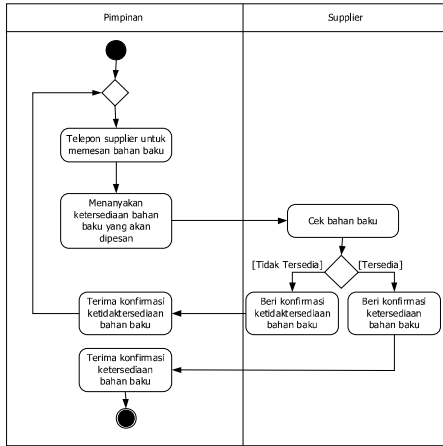 Pimpinan
Supplier
Telepon supplier untuk
memesan bahan baku
Menanyakan
ketersediaan bahan
baku yang akan
dipesan
Cek bahan baku
[Tidak Tersedia]
[Tersedia]
Terima konfirmasi
ketidaktersediaan
bahan baku
Beri konfirmasi
ketidaktersediaan
bahan baku
Beri konfirmasi
ketersediaan
bahan baku
Terima konfirmasi
ketersediaan
bahan baku